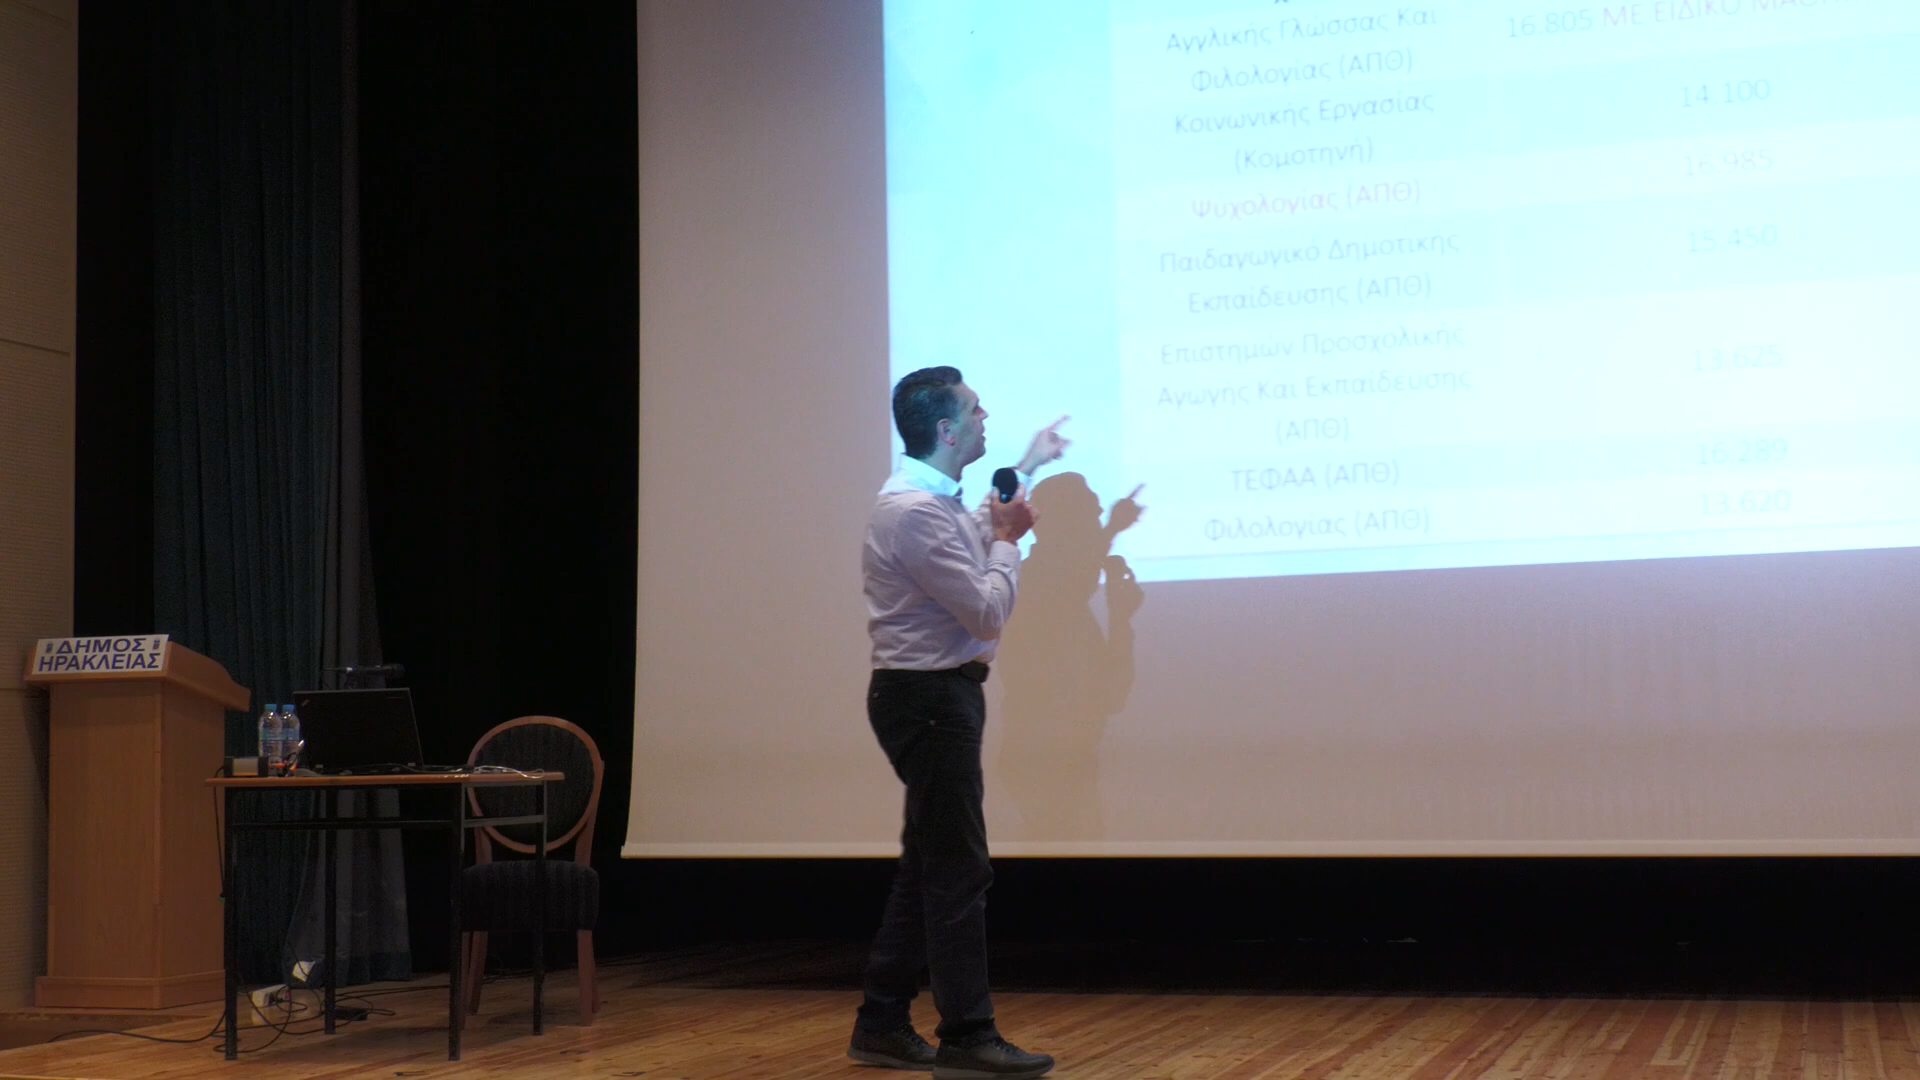 Αγγλικής Γλώσσας Και
Φιλολογίας (ΑΠΘ)
16.805 ΜΕ ΕΙΔΙΚΟ
Κοινωνικής Εργασίας
(Κομοτηνή)
14.100
Ψυχολογίας (ΑΠΘ)
16.985
Παιδαγωγικό Δημοτικής
Εκπαίδευσης (ΑΠΘ)
15.450
Επιστημών Προσχολικής
Αγωγης Και Εκπαίδευσης
(ΑΠΘ)
13.625
ΤΕΦΑΑ (ΑΠΘ)
16.289
Φιλολογίας (ΑΠΘ)
13.620
ΔΗΜΟΣ
ΗΡΑΚΛΕΙΑΣ